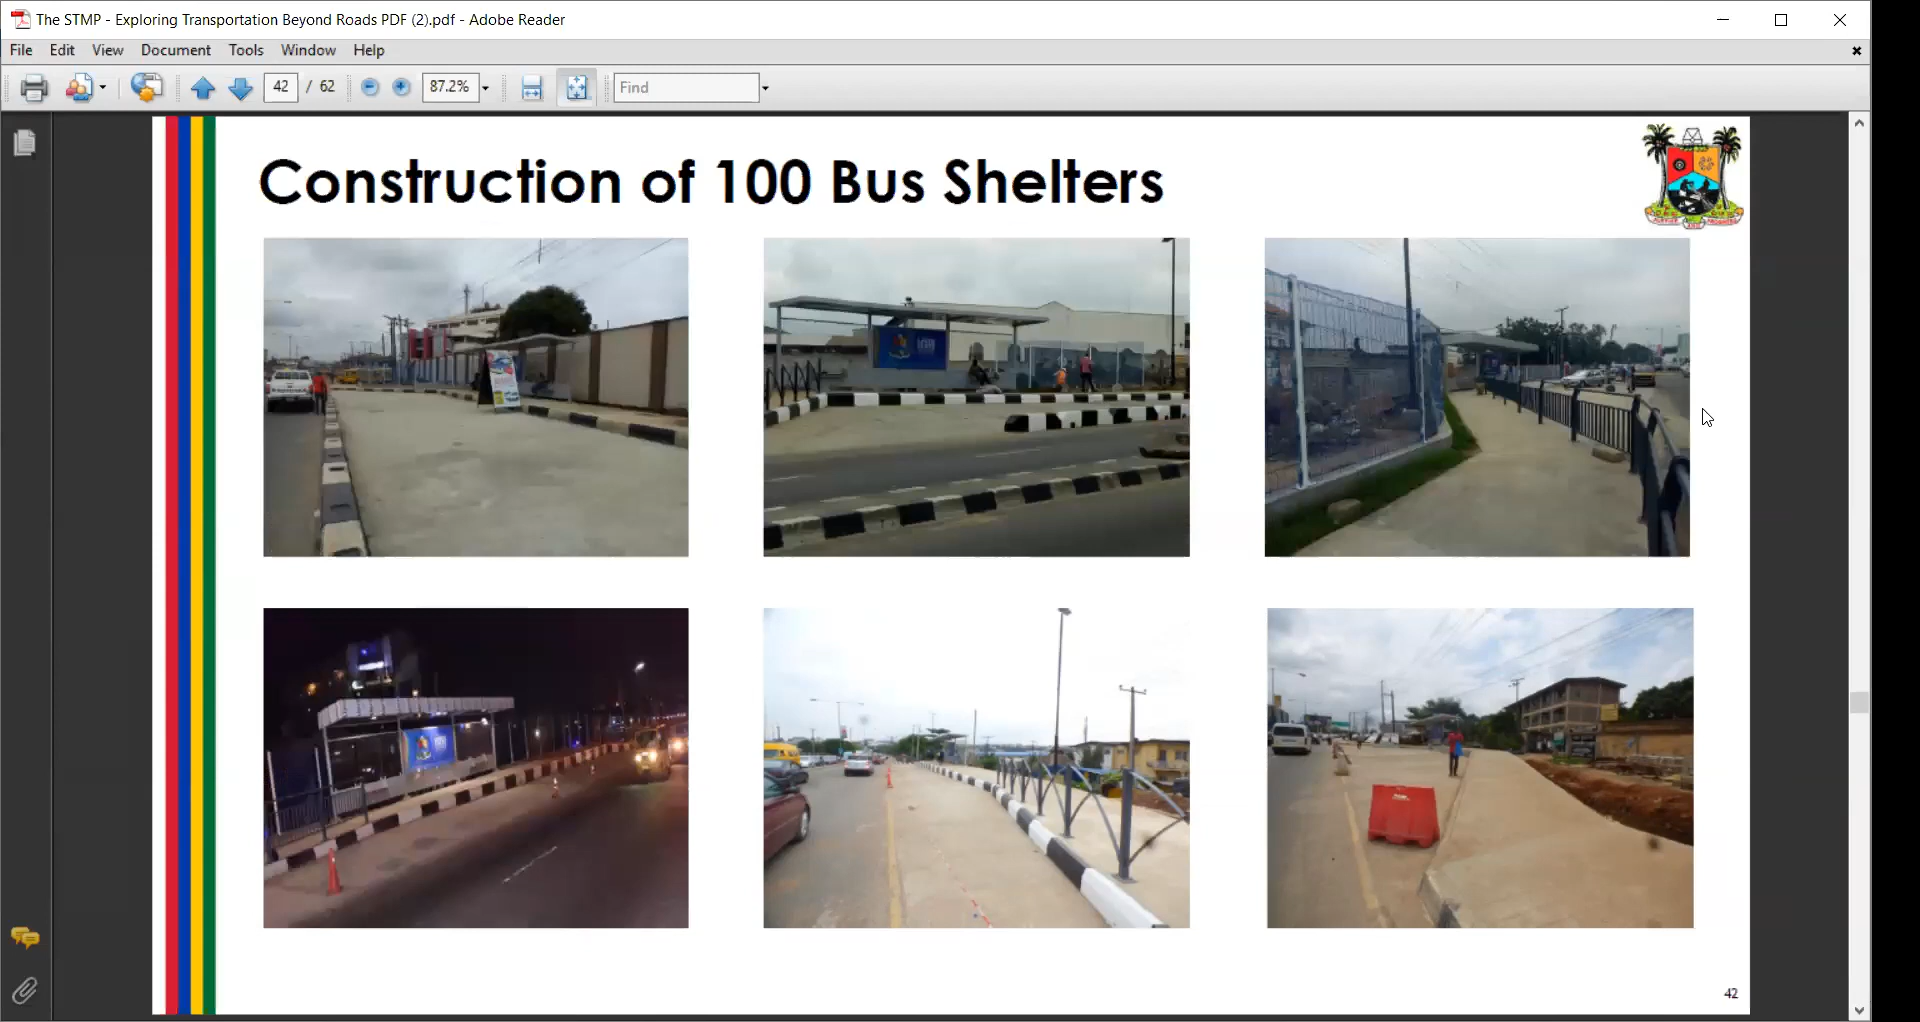 The STMP - Exploring Transportation Beyond Roads PDF (2).pdf - Adobe Reader
File Edit View Document Tools Window Help
42 / 62 87.2% Find
Construction of 100 Bus Shelters
42